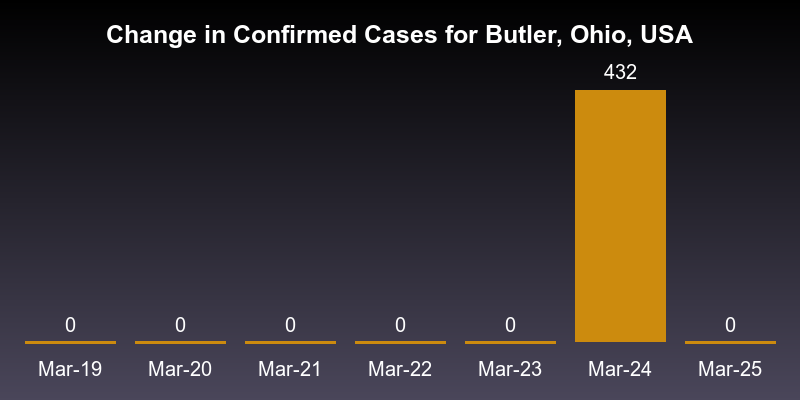 Change in Confirmed Cases for Butler, Ohio, USA
432
0 0 0 0 0 0
Mar-19 Mar-20 Mar-21 Mar-22 Mar-23 Mar-24 Mar-25